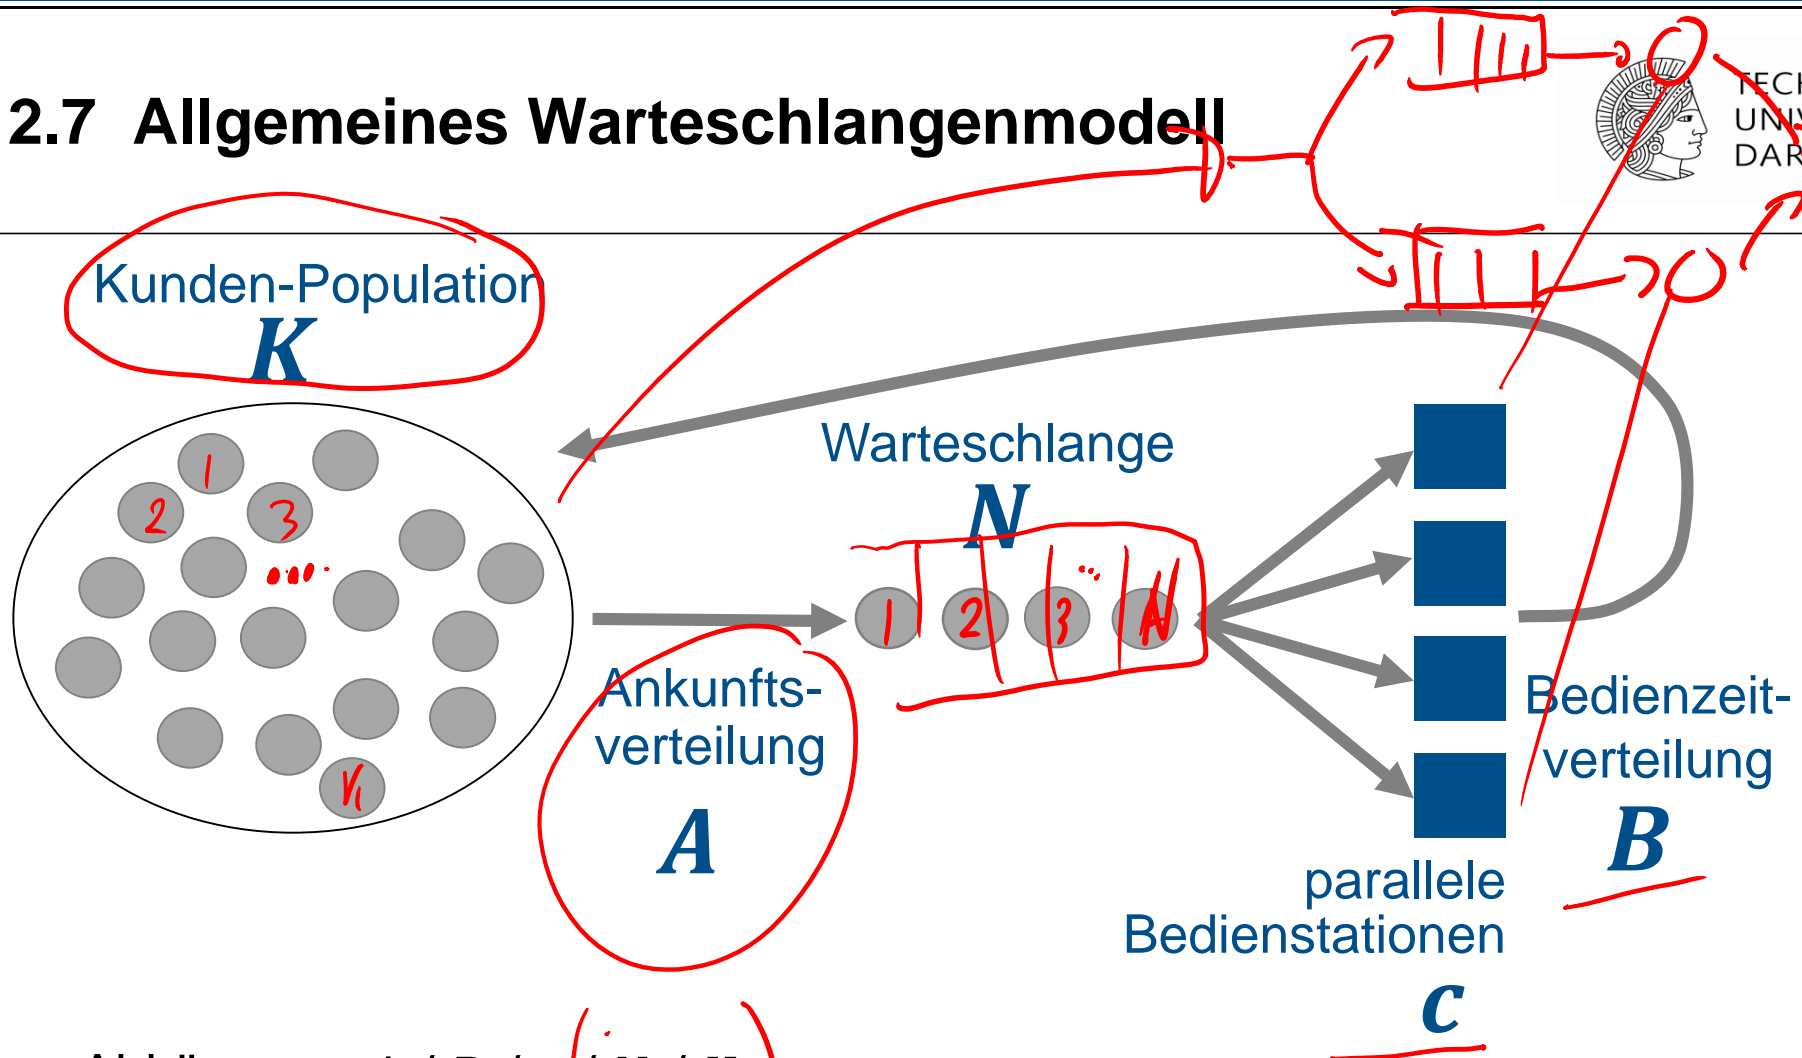 2.7 Allgemeines Warteschlangenmodell
Kunden-Population
K
Warteschlange
N
1
2
3
....
1
2
3
...
N
Ankunfts-
verteilung
A
Bedienzeit-
verteilung
B
parallele
Bedienstationen
c